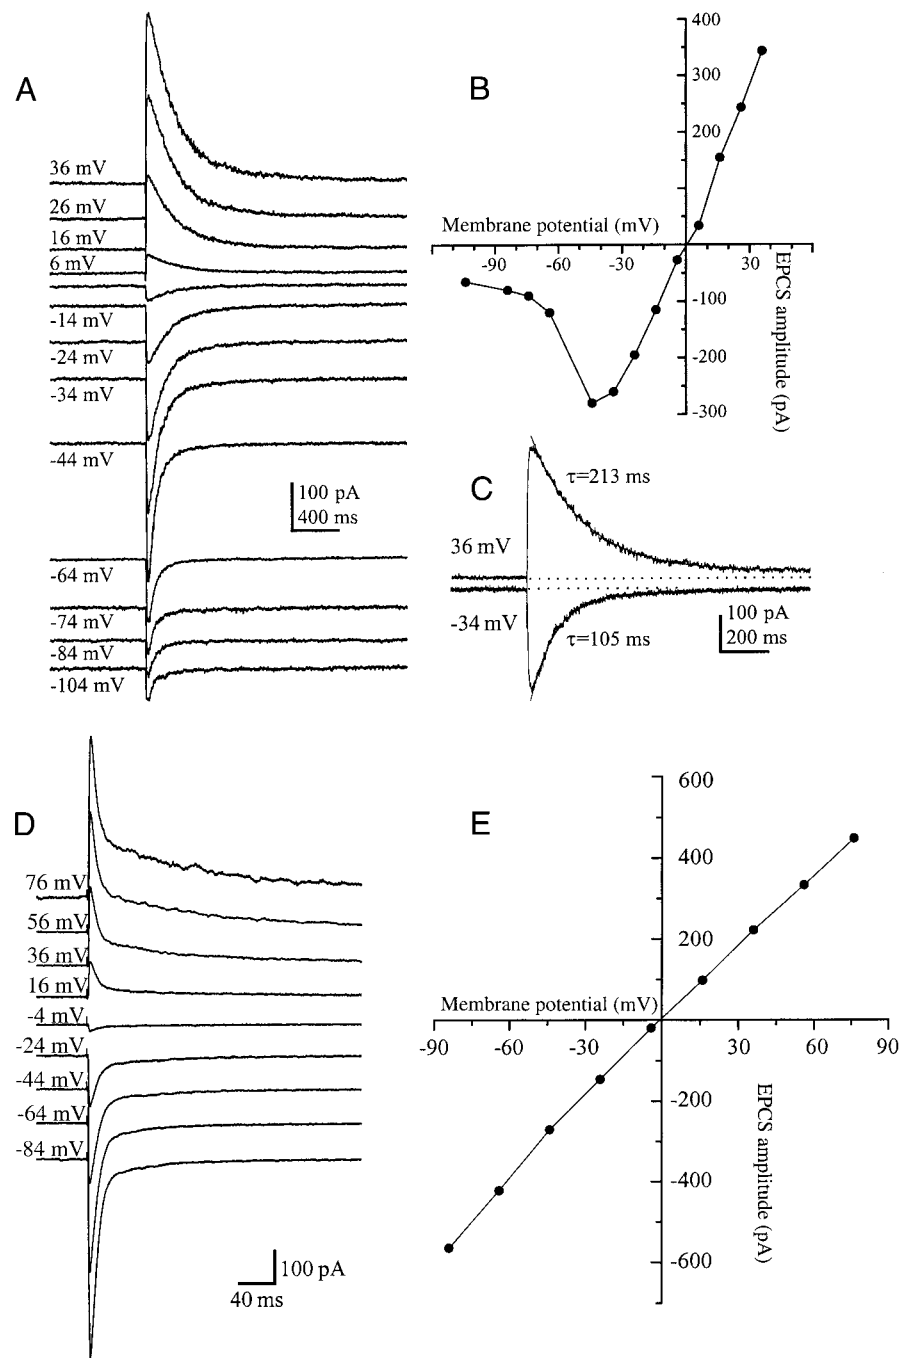 A
36 mV
26 mV
16 mV
6 mV
-14 mV
-24 mV
-34 mV
-44 mV
-64 mV
-74 mV
-84 mV
-104 mV
100 pA
400 ms
B
400
300
200
Membrane potential (mV)
-90
-60
-30
30
-100
-200
-300
EPCS amplitude (pA)
C
τ=213 ms
36 mV
-34 mV
τ=105 ms
100 pA
200 ms
D
76 mV
56 mV
36 mV
16 mV
-4 mV
-24 mV
-44 mV
-64 mV
-84 mV
100 pA
40 ms
E
600
400
200
Membrane potential (mV)
-90
-60
-30
30
60
90
-200
-400
-600
EPCS amplitude (pA)